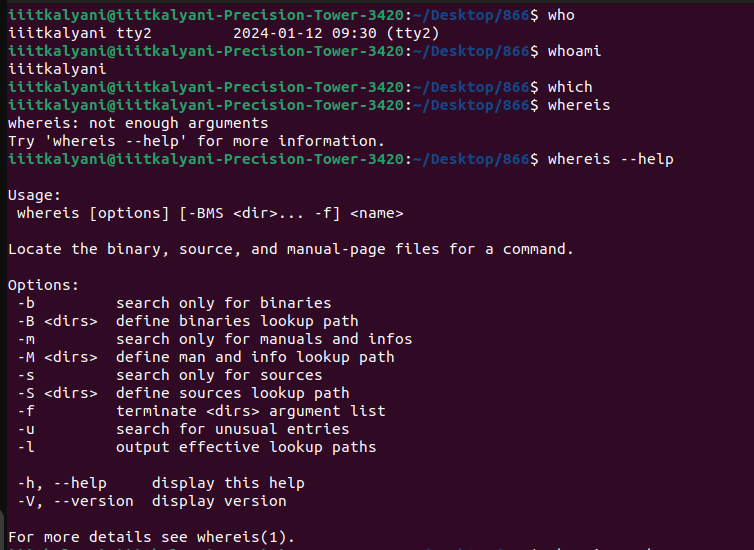 iiitkalyani@iiitkalyani-Precision-Tower-3420:~/Desktop/866$ who
iiitkalyani tty2         2024-01-12 09:30 (tty2)
iiitkalyani@iiitkalyani-Precision-Tower-3420:~/Desktop/866$ whoami
iiitkalyani
iiitkalyani@iiitkalyani-Precision-Tower-3420:~/Desktop/866$ which
iiitkalyani@iiitkalyani-Precision-Tower-3420:~/Desktop/866$ whereis
whereis: not enough arguments
Try 'whereis --help' for more information.
iiitkalyani@iiitkalyani-Precision-Tower-3420:~/Desktop/866$ whereis --help
Usage:
 whereis [options] [-BMS <dir>... -f] <name>
Locate the binary, source, and manual-page files for a command.
Options:
 -b         search only for binaries
 -B <dirs>  define binaries lookup path
 -m         search only for manuals and infos
 -M <dirs>  define man and info lookup path
 -s         search only for sources
 -S <dirs>  define sources lookup path
 -f         terminate <dirs> argument list
 -u         search for unusual entries
 -l         output effective lookup paths
 -h, --help     display this help
 -V, --version  display version
For more details see whereis(1).